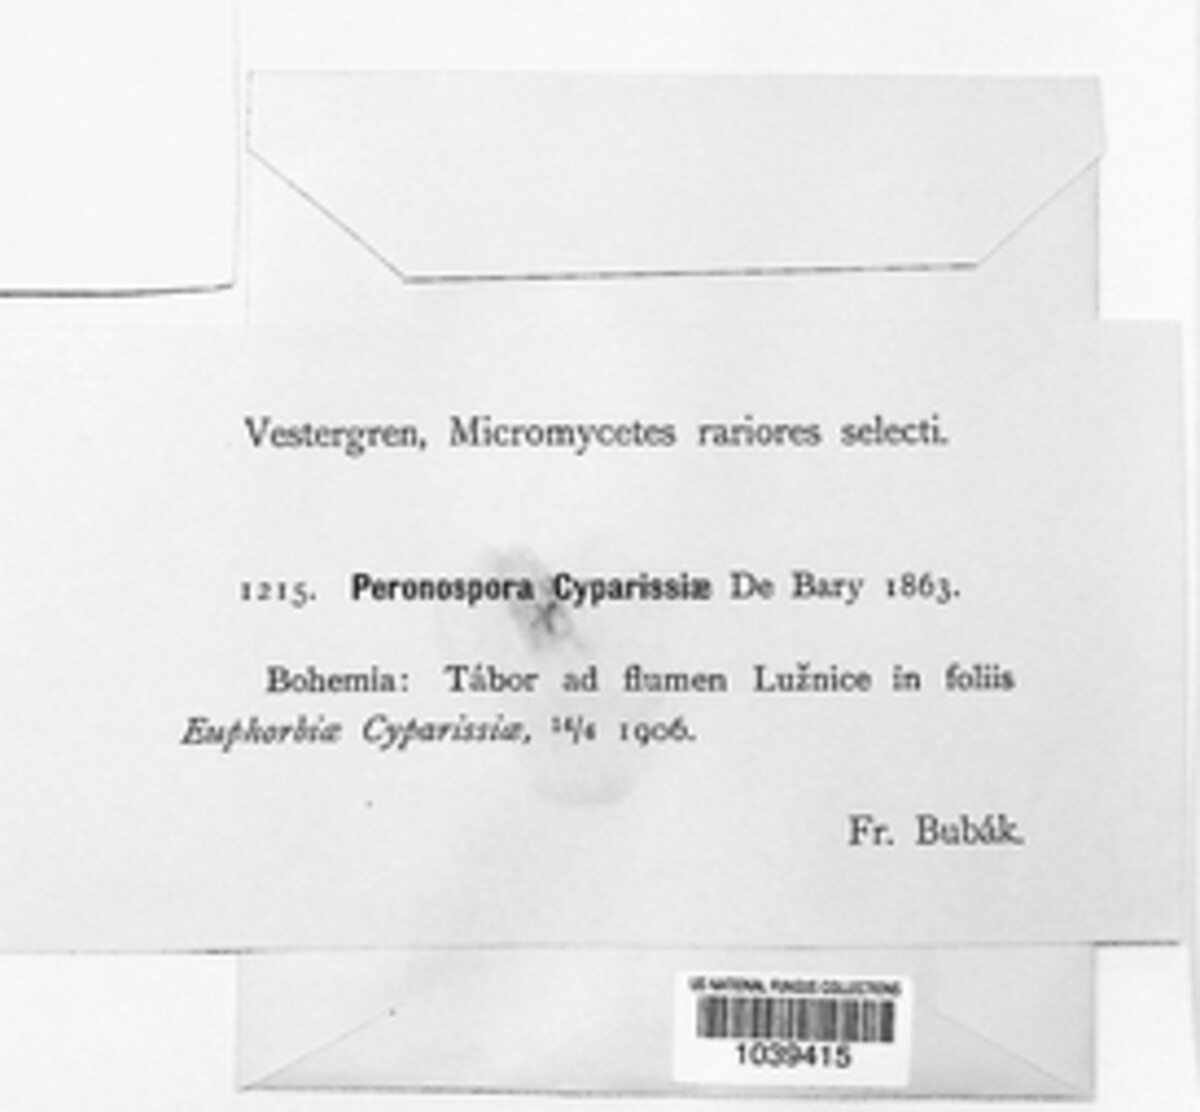 Vestergren, Micromycetes rariores selecti.
1215. Peronospora Cyparissiæ De Bary 1863.
Bohemia: Tábor ad flumen Lužnice in foliis
Euphorbiæ Cyparissiæ, 1906.
Fr. Bubák.
US NATIONAL FUNGUS COLLECTIONS
1039415